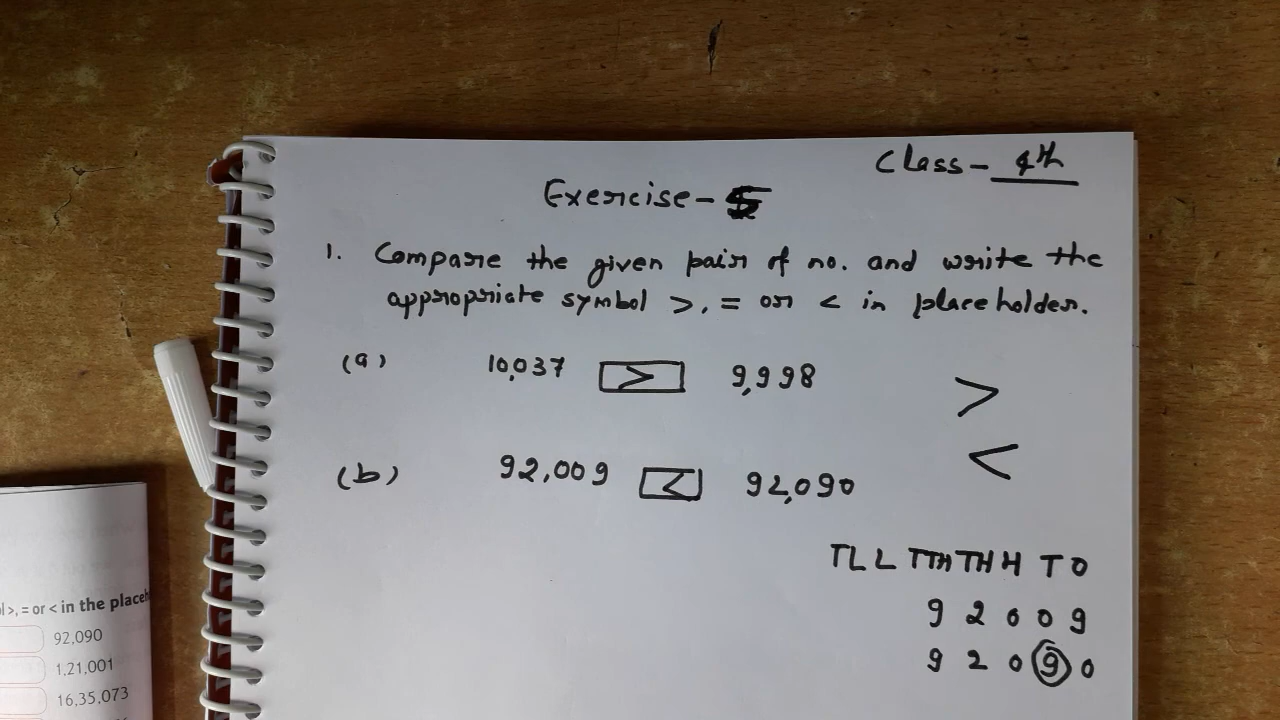 Class- 4th
Exercise-5
1. Compare the given pair of no. and write the
appropriate symbol >, = or < in placeholder.
(a) 10,037 > 9,998
>
(b) 92,009 < 92,090
<
TLL TTH TH H T O
9 2 0 0 9
9 2 0 9 0
>, = or < in the
92,090
1,21,001
16,35,073